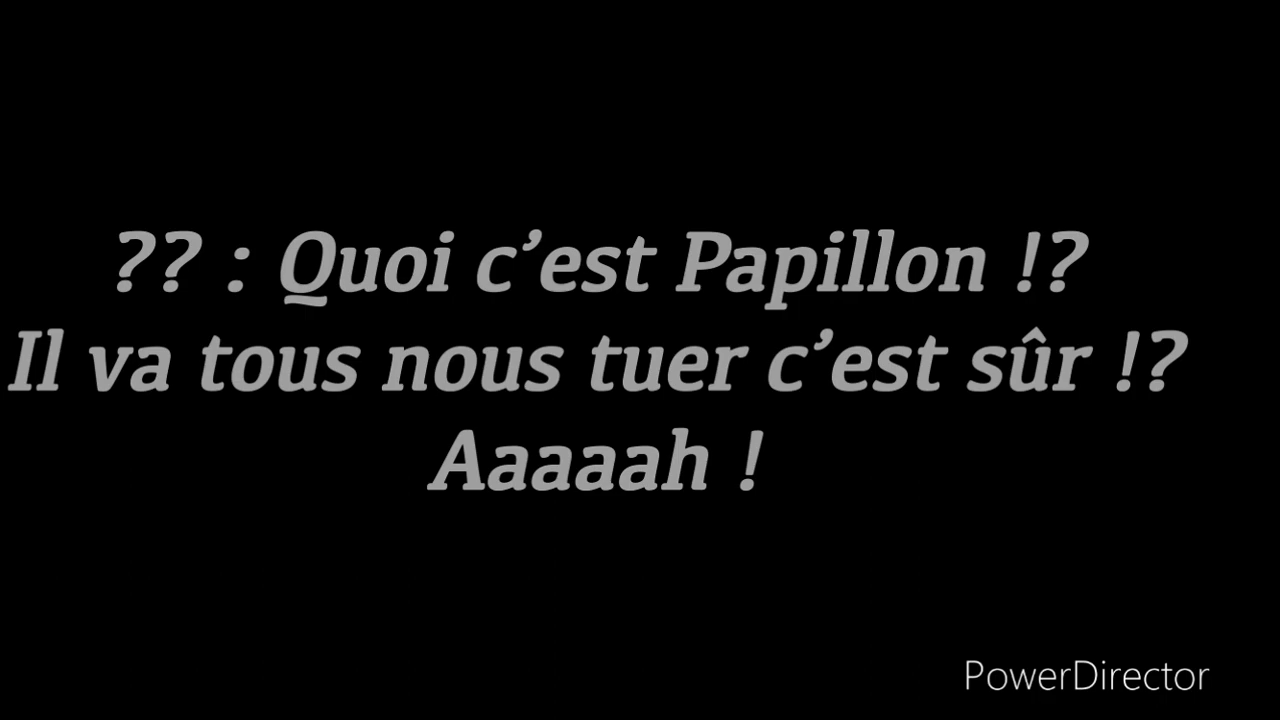 ?? : Quoi c’est Papillon !?
Il va tous nous tuer c’est sûr !?
Aaaaah !
PowerDirector